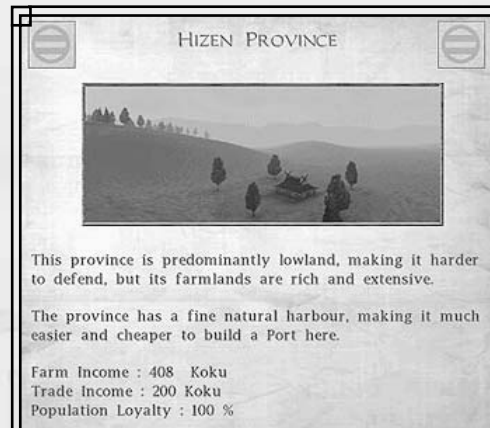 Hizen Province
This province is predominantly lowland, making it harder
to defend, but its farmlands are rich and extensive.
The province has a fine natural harbour, making it much
easier and cheaper to build a Port here.
Farm Income : 408 Koku
Trade Income : 200 Koku
Population Loyalty : 100 %